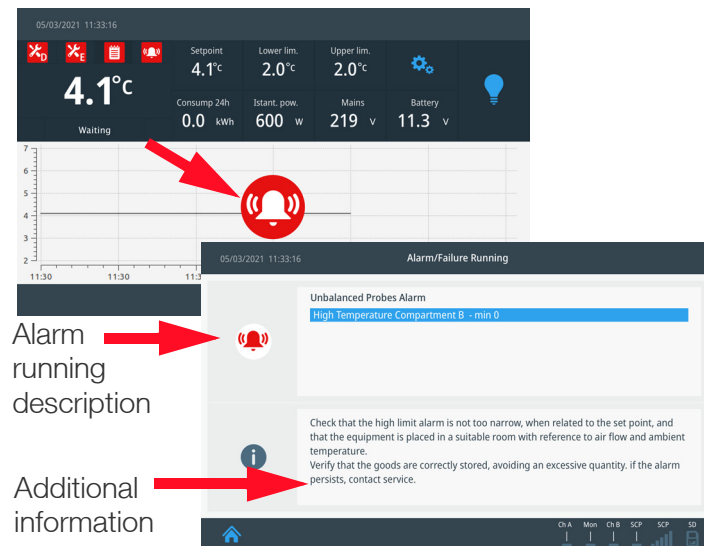 05/03/2021 11:33:16
D E
Setpoint Lower lim. Upper lim.
4.1°c 2.0°c 2.0°c
4.1°C
Consump 24h Istant. pow. Mains Battery
0.0 kWh 600 W 219 V 11.3 V
Waiting
7
6
5
4
3
2
11:30 11:30 11:3
05/03/2021 11:33:16 Alarm/Failure Running
Unbalanced Probes Alarm
High Temperature Compartment B - min 0
Alarm
running
description
Check that the high limit alarm is not too narrow, when related to the set point, and
that the equipment is placed in a suitable room with reference to air flow and ambient
temperature.
Verify that the goods are correctly stored, avoiding an excessive quantity. if the alarm
persists, contact service.
Additional
information
Ch A Mon Ch B SCP SCP SD